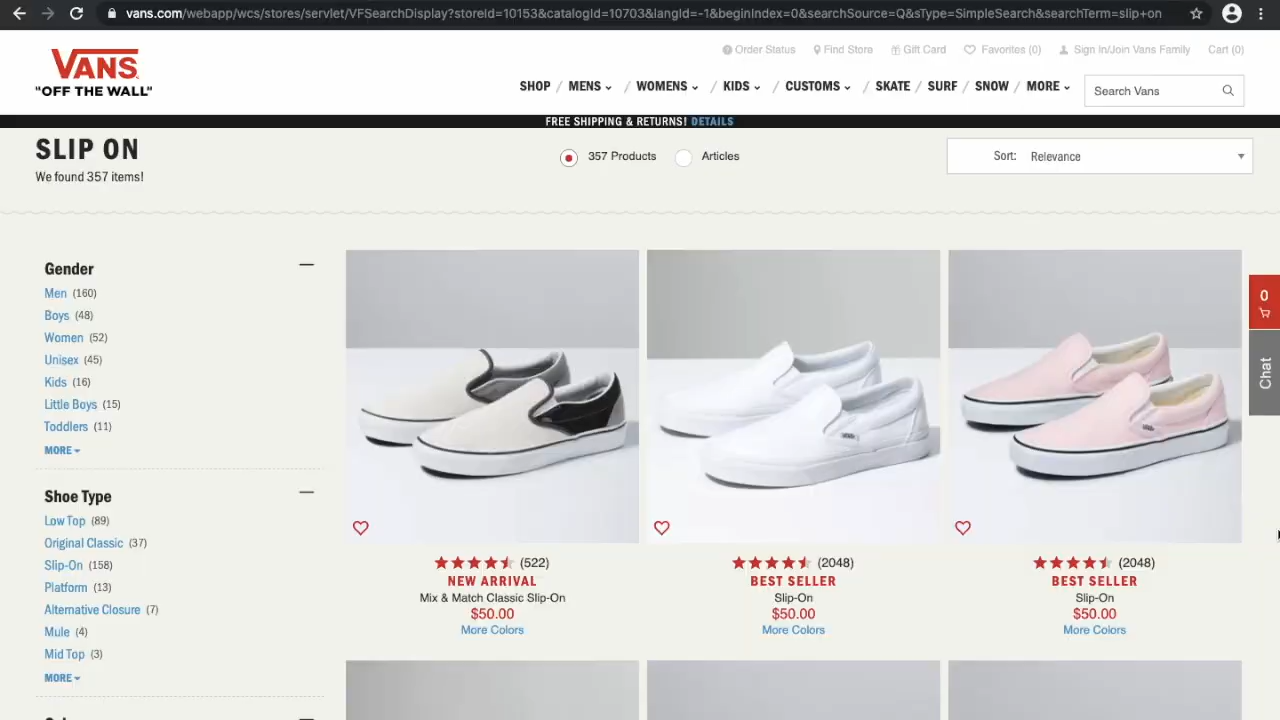 vans.com/webapp/wcs/stores/servlet/VFSearchDisplay?storeId=10153&catalogId=10703&langId=-1&beginIndex=0&searchSource=Q&sType=SimpleSearch&searchTerm=slip+on
VANS
"OFF THE WALL"
Order Status Find Store Gift Card Favorites (0) Sign In/Join Vans Family Cart (0)
SHOP / MENS / WOMENS / KIDS / CUSTOMS / SKATE / SURF / SNOW / MORE
Search Vans
FREE SHIPPING & RETURNS! DETAILS
SLIP ON
We found 357 items!
357 Products Articles
Sort: Relevance
Gender
Men (160)
Boys (48)
Women (52)
Unisex (45)
Kids (16)
Little Boys (15)
Toddlers (11)
MORE
Shoe Type
Low Top (89)
Original Classic (37)
Slip-On (158)
Platform (13)
Alternative Closure (7)
Mule (4)
Mid Top (3)
MORE
(522)
NEW ARRIVAL
Mix & Match Classic Slip-On
$50.00
More Colors
(2048)
BEST SELLER
Slip-On
$50.00
More Colors
(2048)
BEST SELLER
Slip-On
$50.00
More Colors
0
Chat